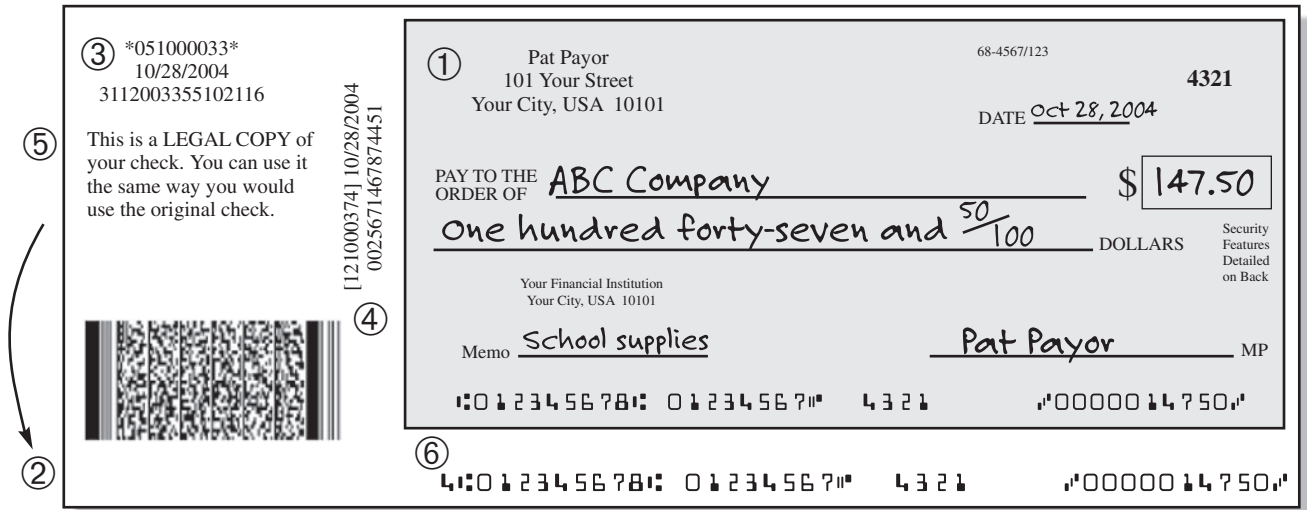 ③ *051000033*
10/28/2004
3112003355102116
⑤ This is a LEGAL COPY of
your check. You can use it
the same way you would
use the original check.
②
[121000374] 10/28/2004
00256714678744​51
④
① Pat Payor
101 Your Street
Your City, USA 10101
68-4567/123
4321
DATE Oct 28, 2004
PAY TO THE
ORDER OF ABC Company $ 147.50
One hundred forty-seven and 50/100 DOLLARS
Security
Features
Detailed
on Back
Your Financial Institution
Your City, USA 10101
Memo School supplies Pat Payor MP
⑆012345678⑆ 01234567⑈ 4321 ⑇0000014750⑇
⑥
4⑆012345678⑆ 01234567⑈ 4321 ⑇0000014750⑇